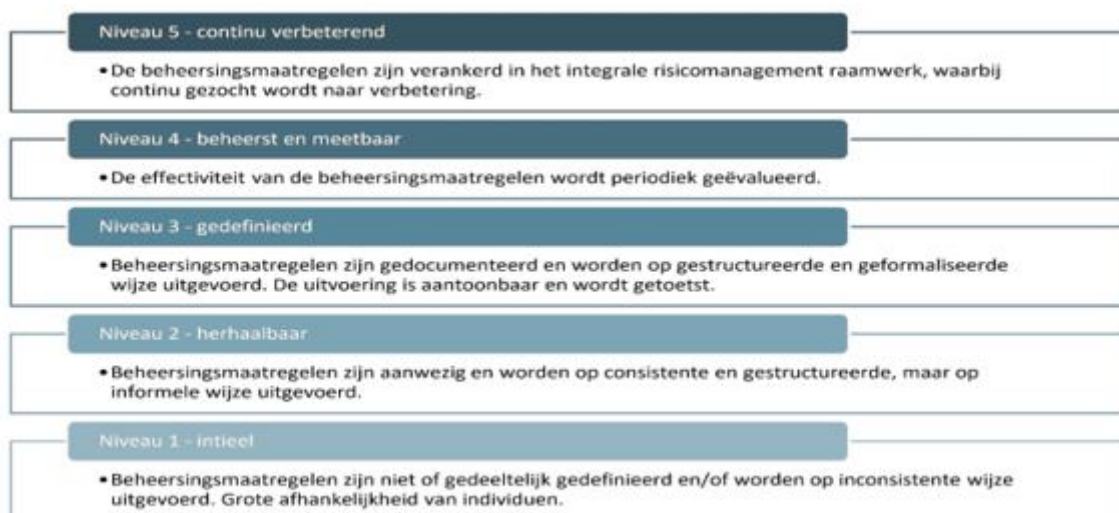 Niveau 5 - continu verbeterend
• De beheersingsmaatregelen zijn verankerd in het integrale risicomanagement raamwerk, waarbij
continu gezocht wordt naar verbetering.
Niveau 4 - beheerst en meetbaar
• De effectiviteit van de beheersingsmaatregelen wordt periodiek geëvalueerd.
Niveau 3 - gedefinieerd
• Beheersingsmaatregelen zijn gedocumenteerd en worden op gestructureerde en geformaliseerde
wijze uitgevoerd. De uitvoering is aantoonbaar en wordt getoetst.
Niveau 2 - herhaalbaar
• Beheersingsmaatregelen zijn aanwezig en worden op consistente en gestructureerde, maar op
informele wijze uitgevoerd.
Niveau 1 - intieel
• Beheersingsmaatregelen zijn niet of gedeeltelijk gedefinieerd en/of worden op inconsistente wijze
uitgevoerd. Grote afhankelijkheid van individuen.